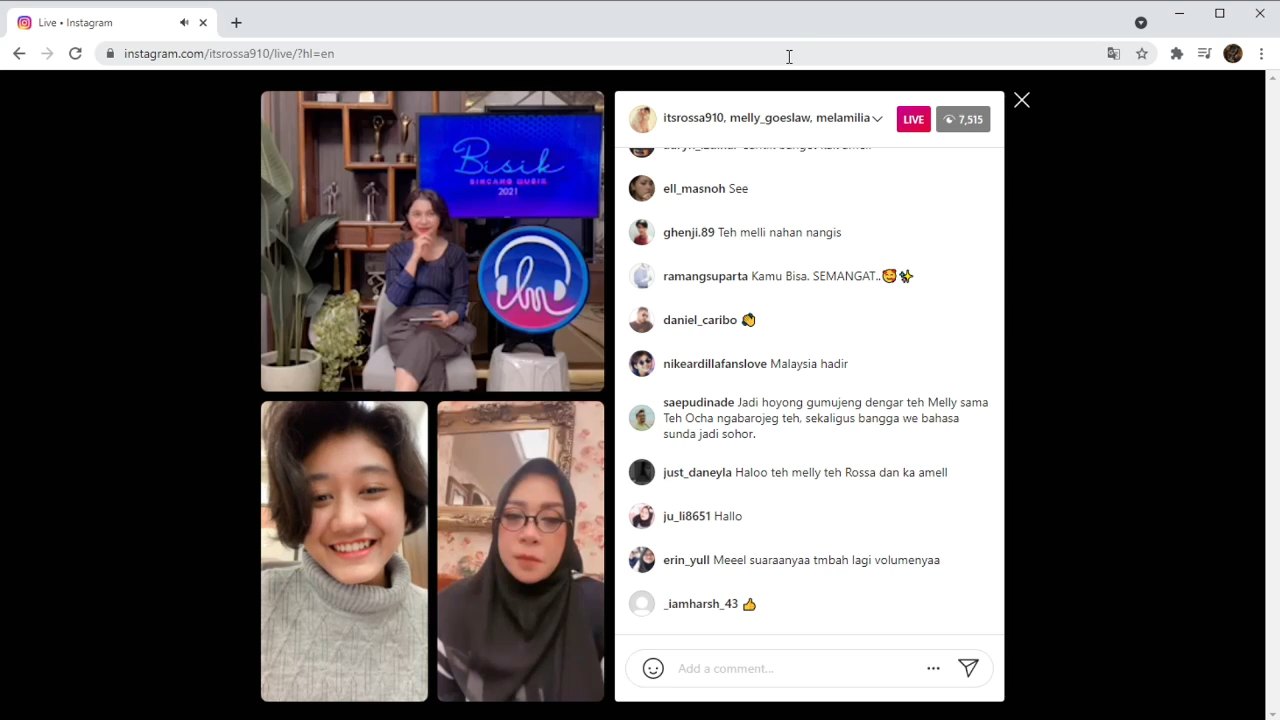 Live • Instagram
instagram.com/itsrossa910/live/?hl=en
Bisik
BINCANG MUSIK
2021
lm
itsrossa910, melly_goeslaw, melamilia
LIVE
7,515
ell_masnoh See
ghenji.89 Teh melli nahan nangis
ramangsuparta Kamu Bisa. SEMANGAT..🥰✨
daniel_caribo 👏
nikeardillafanslove Malaysia hadir
saepudinade Jadi hoyong gumujeng dengar teh Melly sama
Teh Ocha ngabarojeg teh, sekaligus bangga we bahasa
sunda jadi sohor.
just_daneyla Haloo teh melly teh Rossa dan ka amell
ju_li8651 Hallo
erin_yull Meeel suaraanyaa tmbah lagi volumenyaa
_iamharsh_43 👍
Add a comment...